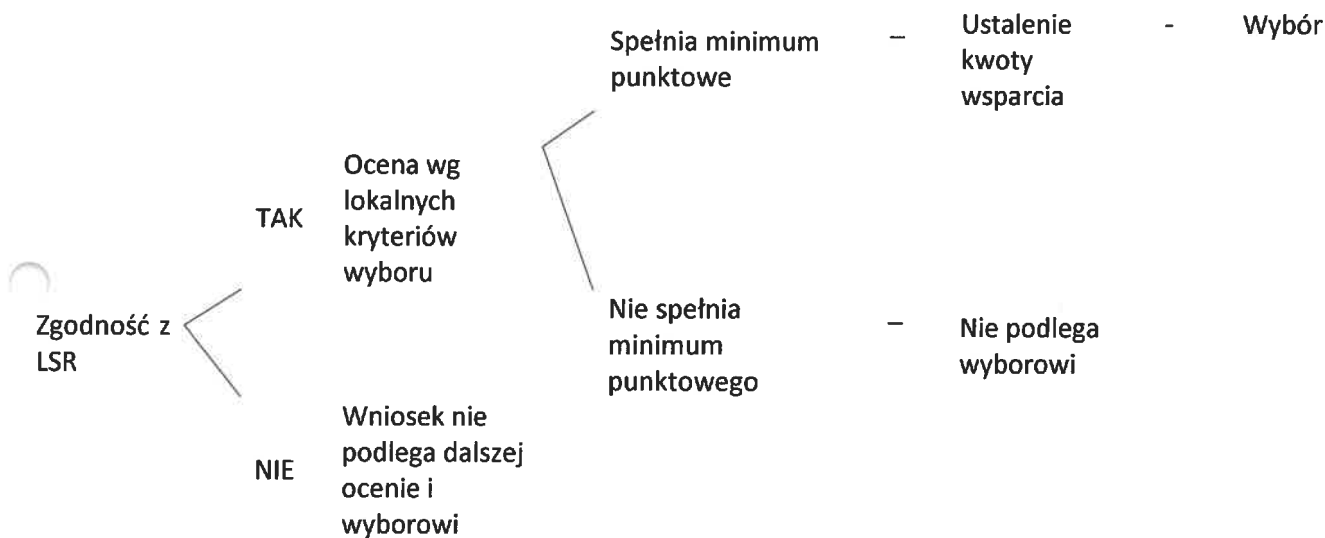 Spełnia minimum
punktowe
–
Ustalenie
kwoty
wsparcia
-
Wybór
TAK
Ocena wg
lokalnych
kryteriów
wyboru
Zgodność z
LSR
Nie spełnia
minimum
punktowego
–
Nie podlega
wyborowi
NIE
Wniosek nie
podlega dalszej
ocenie i
wyborowi